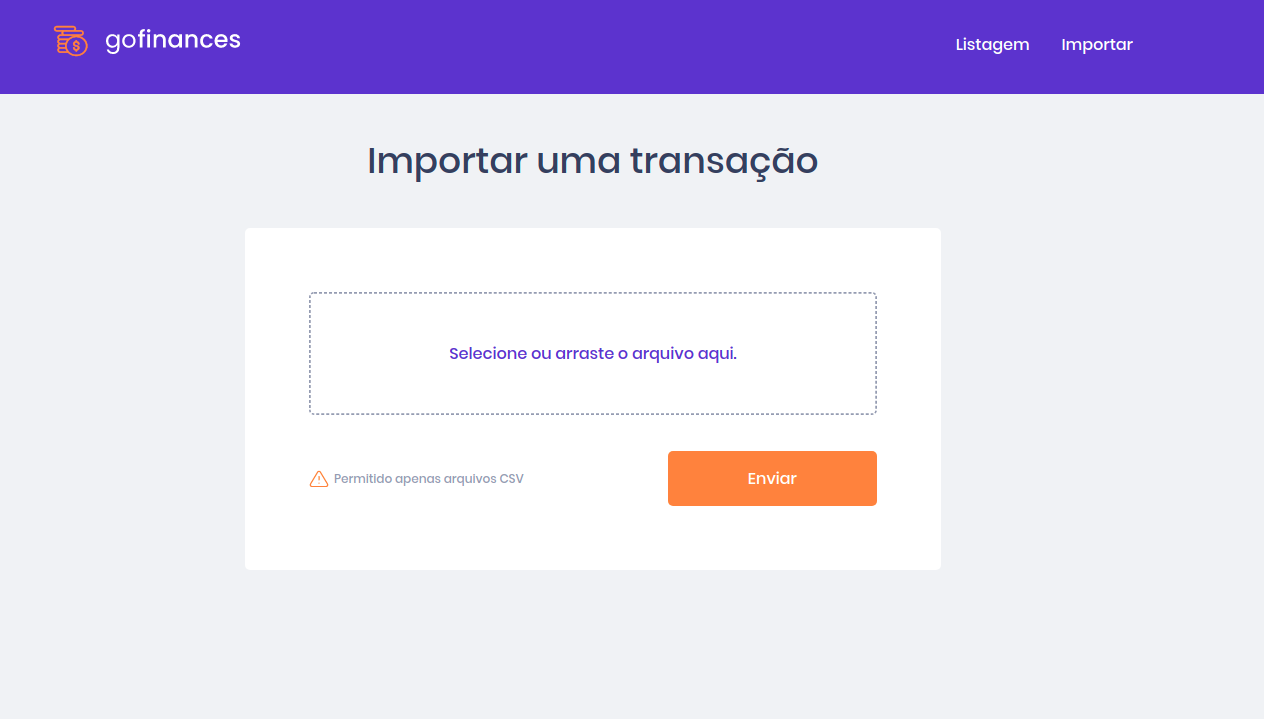 gofinances
Listagem
Importar
Importar uma transação
Selecione ou arraste o arquivo aqui.
Permitido apenas arquivos CSV
Enviar